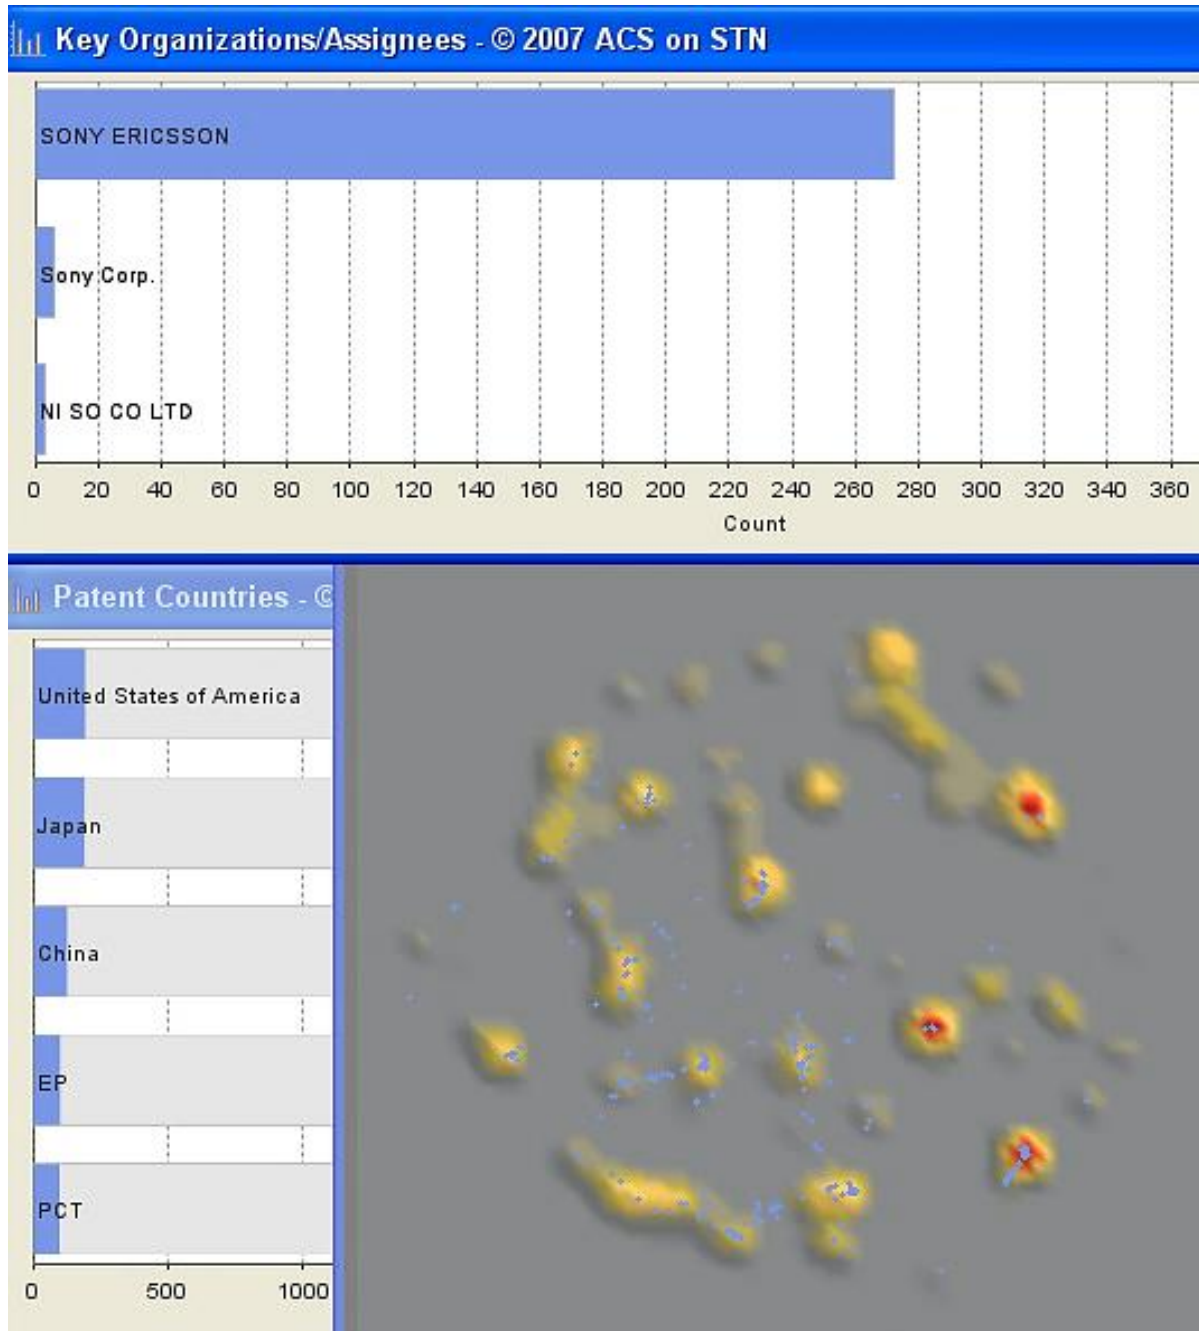 Key Organizations/Assignees - © 2007 ACS on STN
SONY ERICSSON
Sony Corp.
NI SO CO LTD
0 20 40 60 80 100 120 140 160 180 200 220 240 260 280 300 320 340 360
Count
Patent Countries - ©
United States of America
Japan
China
EP
PCT
0 500 1000